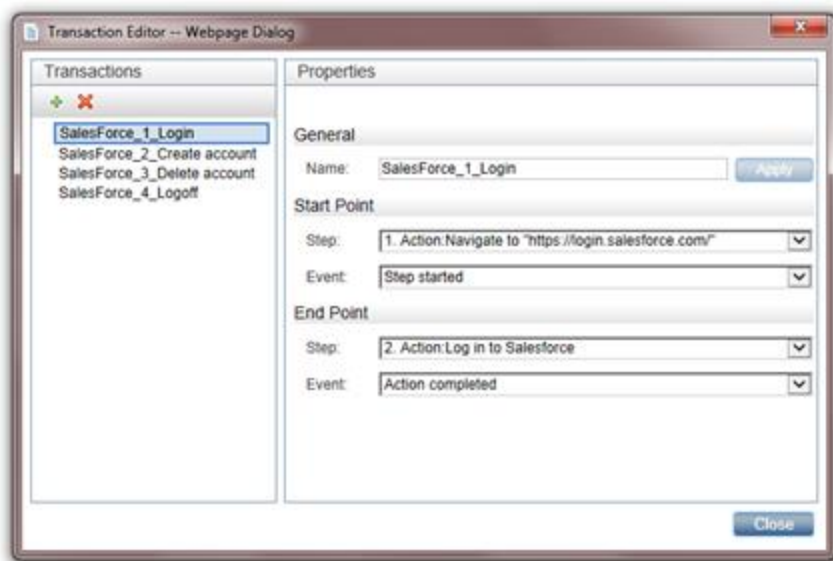 Transaction Editor -- Webpage Dialog
Transactions
SalesForce_1_Login
SalesForce_2_Create account
SalesForce_3_Delete account
SalesForce_4_Logoff
Properties
General
Name: SalesForce_1_Login Apply
Start Point
Step: 1. Action:Navigate to "https://login.salesforce.com/"
Event: Step started
End Point
Step: 2. Action:Log in to Salesforce
Event: Action completed
Close